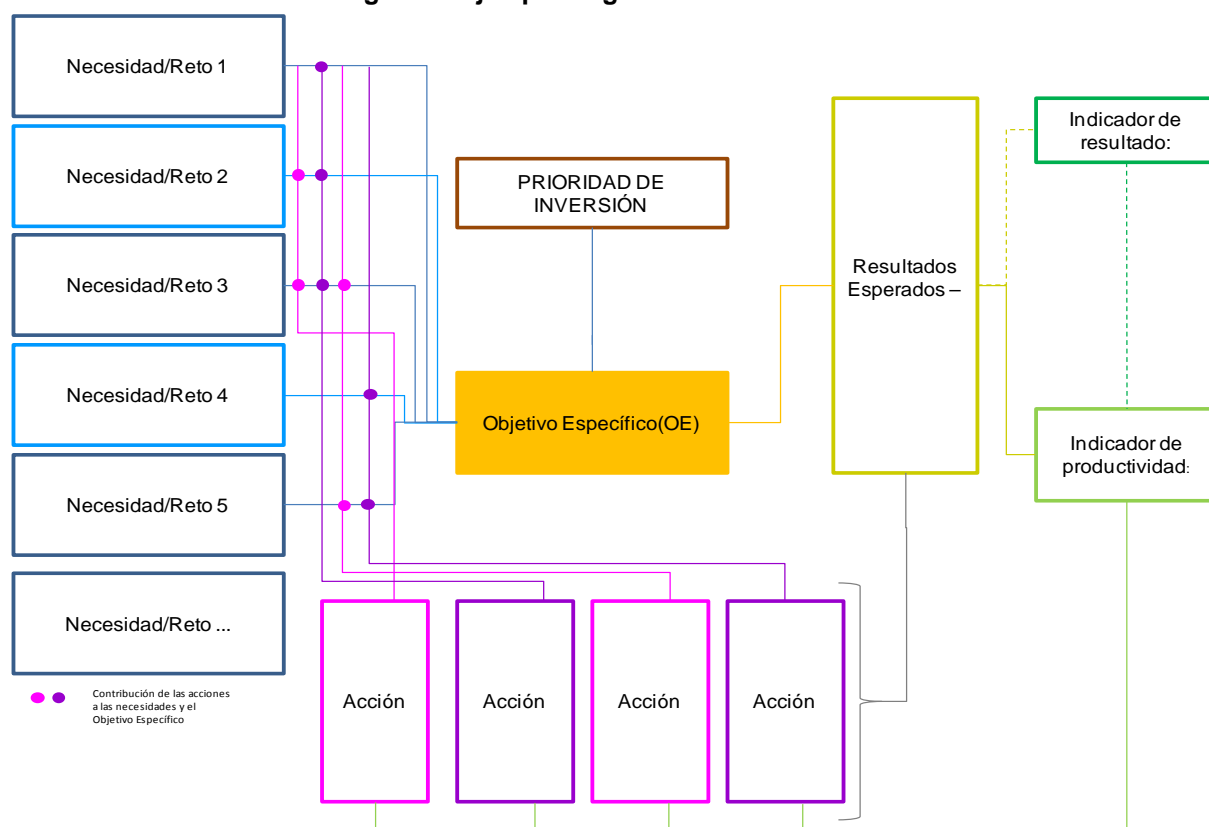 Necesidad/Reto 1
Necesidad/Reto 2
Necesidad/Reto 3
Necesidad/Reto 4
Necesidad/Reto 5
Necesidad/Reto ...
PRIORIDAD DE
INVERSIÓN
Objetivo Específico(OE)
Resultados
Esperados –
Indicador de
resultado:
Indicador de
productividad:
Contribución de las acciones
a las necesidades y el
Objetivo Específico
Acción
Acción
Acción
Acción